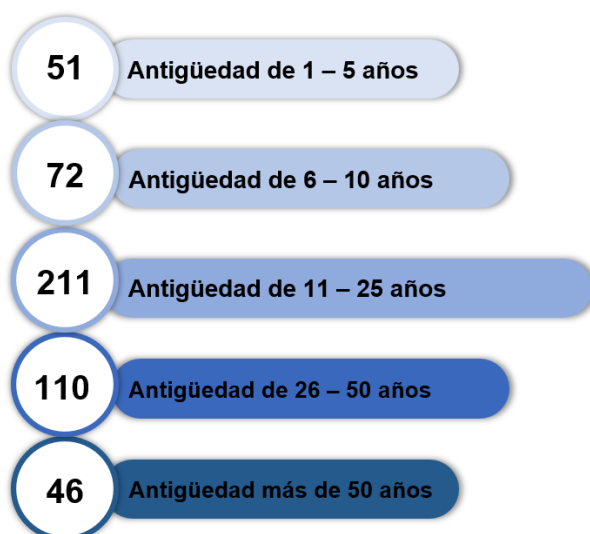 51 Antigüedad de 1 – 5 años
72 Antigüedad de 6 – 10 años
211 Antigüedad de 11 – 25 años
110 Antigüedad de 26 – 50 años
46 Antigüedad más de 50 años